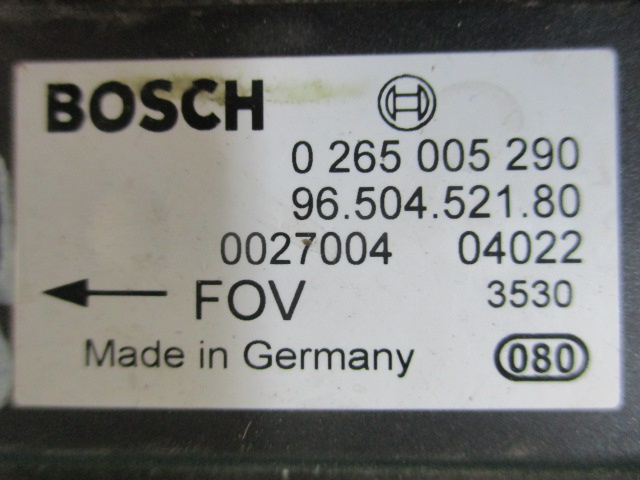 BOSCH
0 265 005 290
96.504.521.80
0027004 04022
FOV 3530
Made in Germany 080